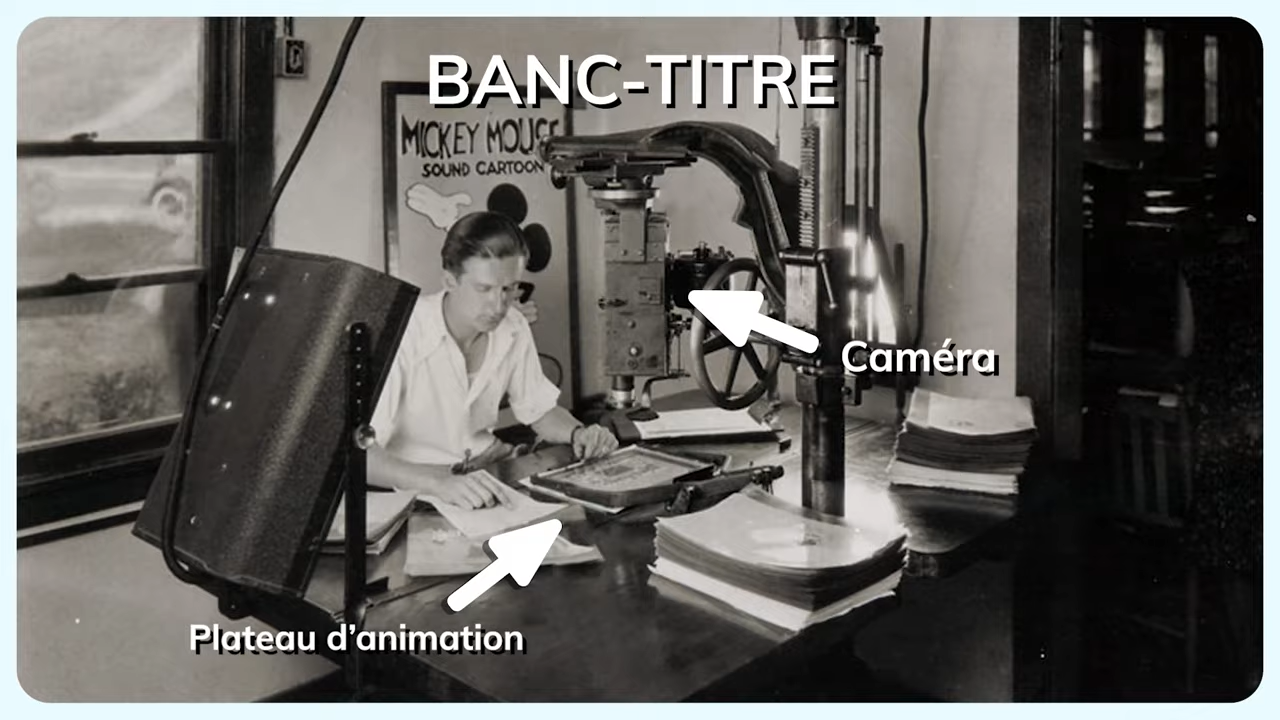 BANC-TITRE
MICKEY MOUSE
SOUND CARTOON
Caméra
Plateau d'animation